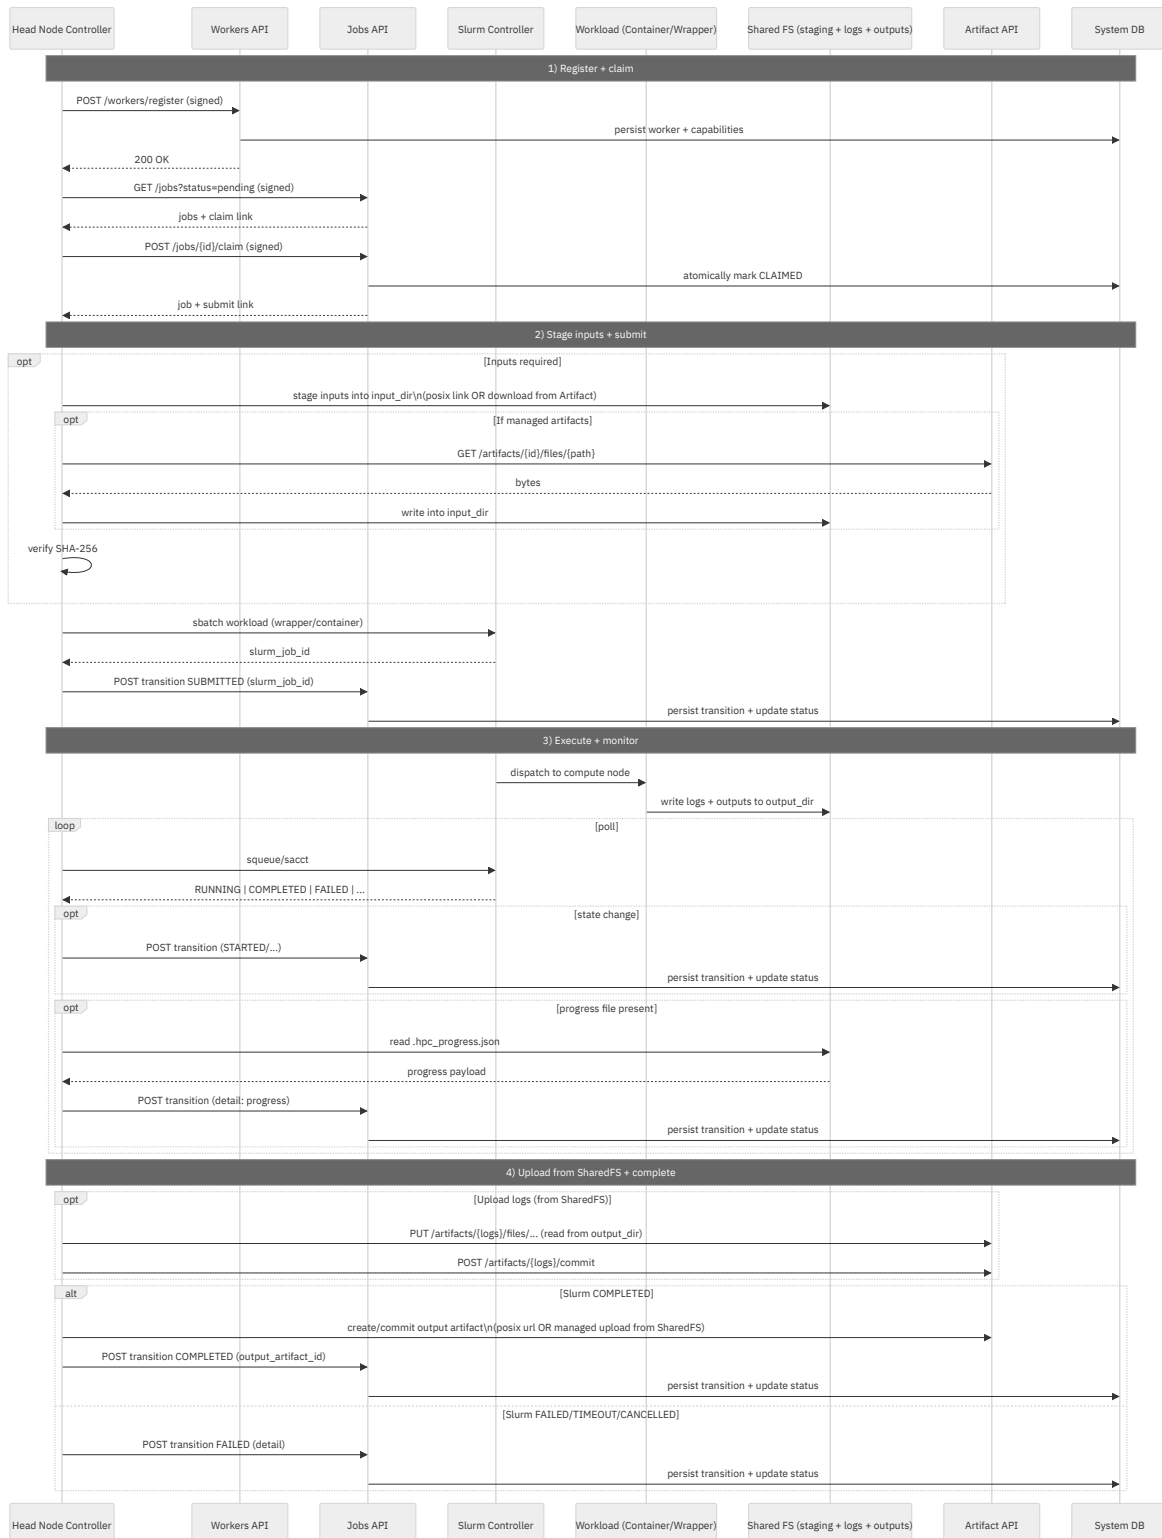 Head Node Controller
Workers API
Jobs API
Slurm Controller
Workload (Container/Wrapper)
Shared FS (staging + logs + outputs)
Artifact API
System DB
1) Register + claim
POST /workers/register (signed)
persist worker + capabilities
200 OK
GET /jobs?status=pending (signed)
jobs + claim link
POST /jobs/{id}/claim (signed)
atomically mark CLAIMED
job + submit link
2) Stage inputs + submit
opt
[Inputs required]
stage inputs into input_dir\n(posix link OR download from Artifact)
opt
[If managed artifacts]
GET /artifacts/{id}/files/{path}
bytes
write into input_dir
verify SHA-256
sbatch workload (wrapper/container)
slurm_job_id
POST transition SUBMITTED (slurm_job_id)
persist transition + update status
3) Execute + monitor
dispatch to compute node
write logs + outputs to output_dir
loop
[poll]
squeue/sacct
RUNNING | COMPLETED | FAILED | ...
opt
[state change]
POST transition (STARTED/...)
persist transition + update status
opt
[progress file present]
read .hpc_progress.json
progress payload
POST transition (detail: progress)
persist transition + update status
4) Upload from SharedFS + complete
opt
[Upload logs (from SharedFS)]
PUT /artifacts/{logs}/files/... (read from output_dir)
POST /artifacts/{logs}/commit
alt
[Slurm COMPLETED]
create/commit output artifact\n(posix url OR managed upload from SharedFS)
POST transition COMPLETED (output_artifact_id)
persist transition + update status
[Slurm FAILED/TIMEOUT/CANCELLED]
POST transition FAILED (detail)
persist transition + update status
Head Node Controller
Workers API
Jobs API
Slurm Controller
Workload (Container/Wrapper)
Shared FS (staging + logs + outputs)
Artifact API
System DB